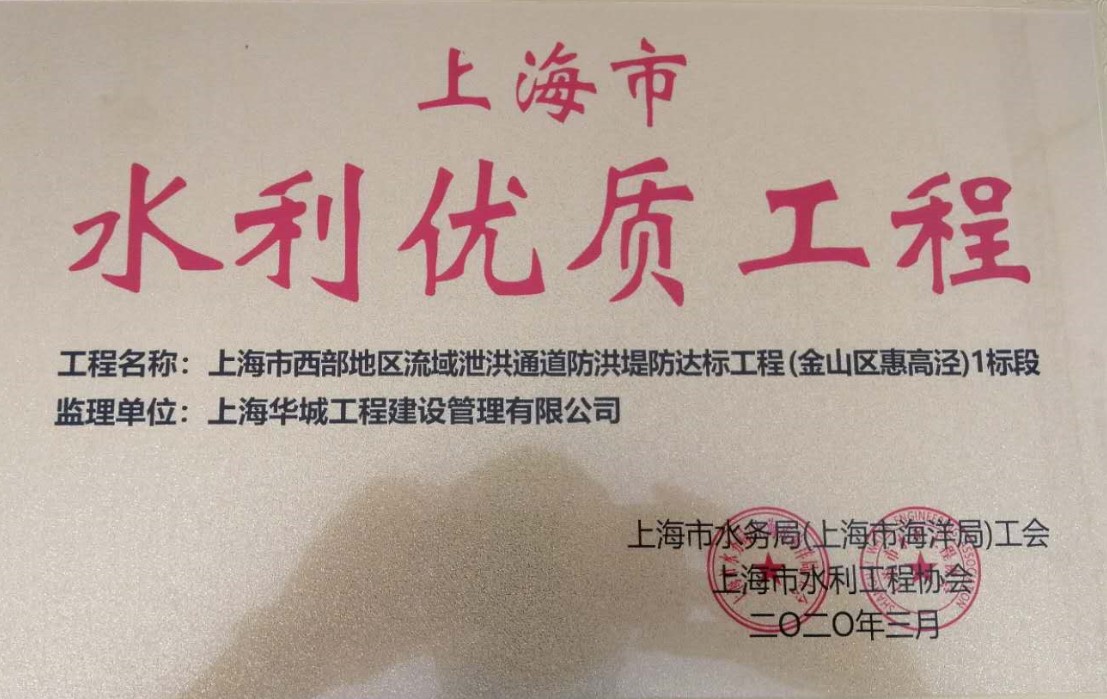 上海市
水利优质工程
工程名称：上海市西部地区流域泄洪通道防洪堤防达标工程(金山区惠高泾)1标段
监理单位：上海华城工程建设管理有限公司
上海市水务局(上海市海洋局)工会
上海市水利工程协会
二〇二〇年三月